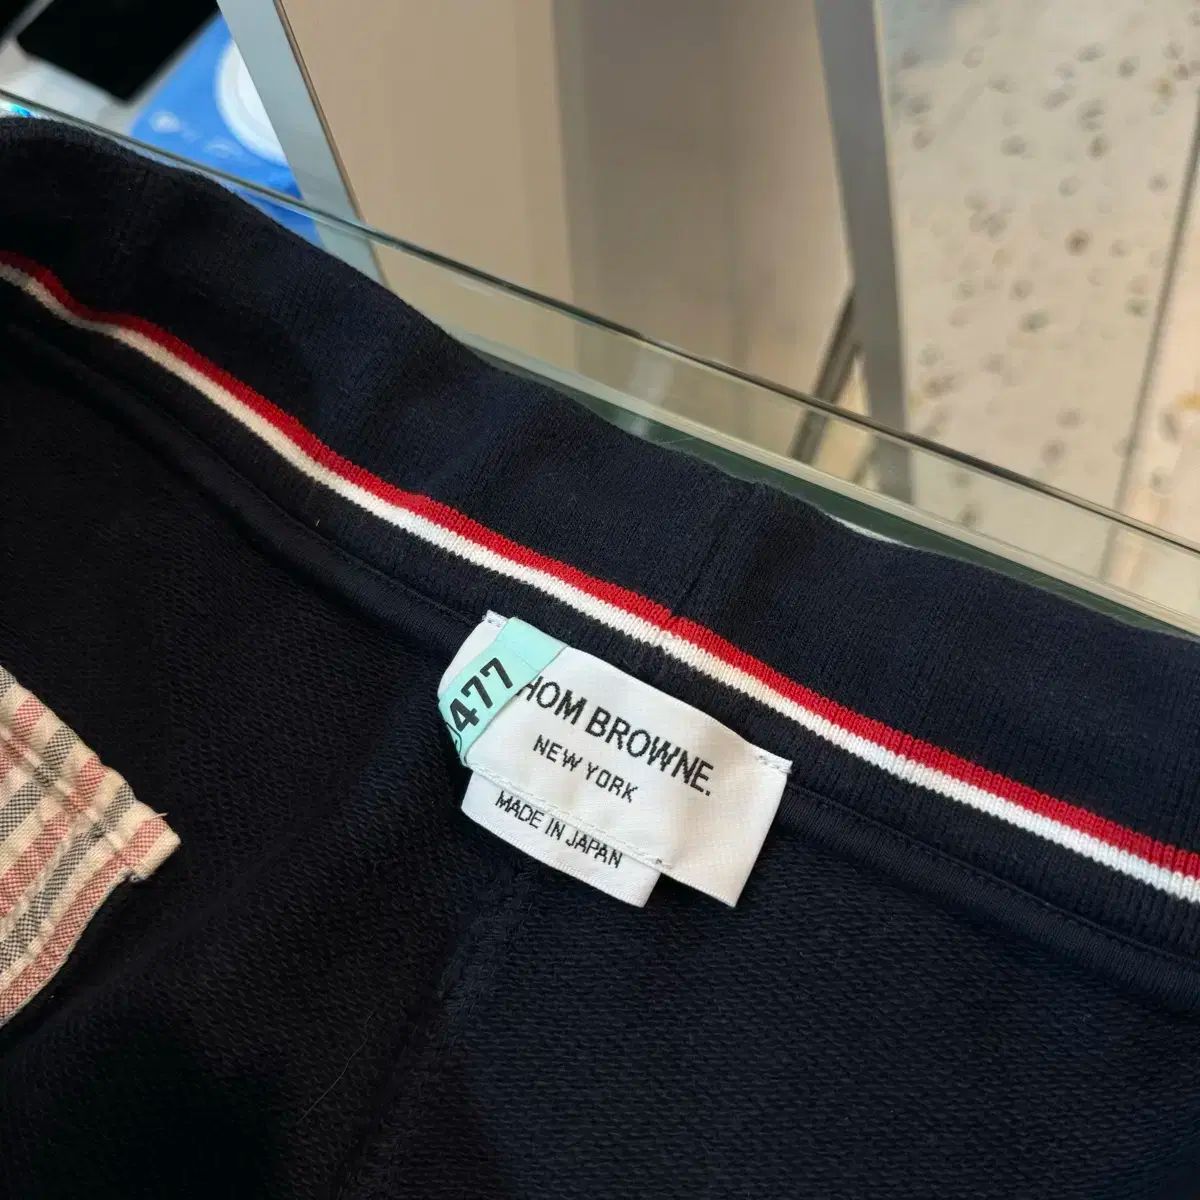 477
HOM BROWNE.
NEW YORK
MADE IN JAPAN